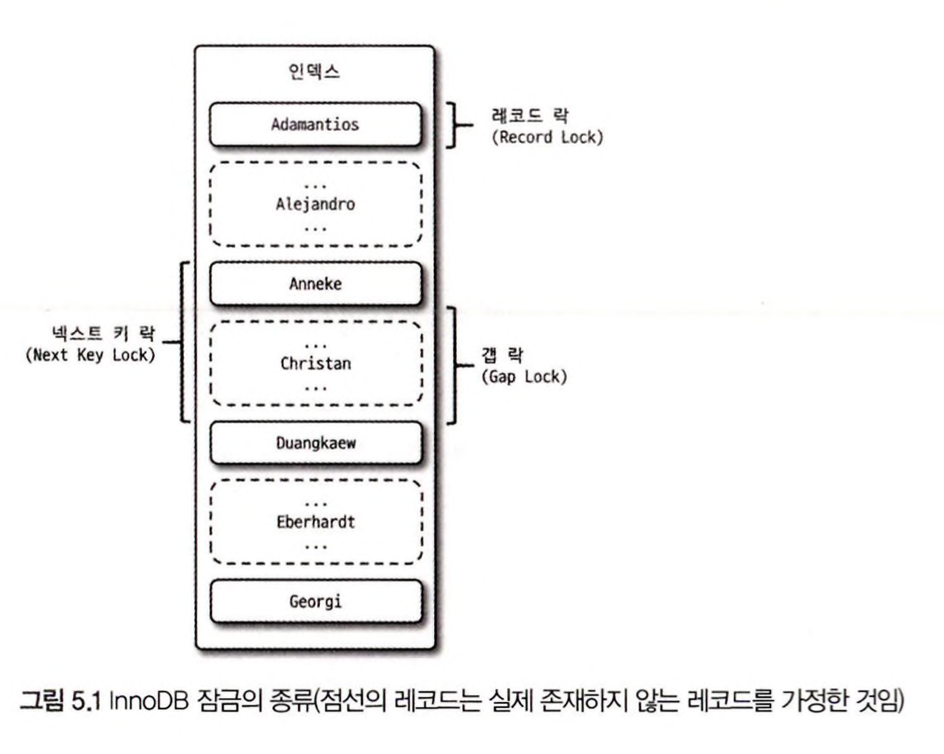 인덱스
Adamantios
레코드 락
(Record Lock)
...
Alejandro
...
Anneke
넥스트 키 락
(Next Key Lock)
...
Christan
...
갭 락
(Gap Lock)
Duangkaew
...
Eberhardt
...
Georgi
그림 5.1 InnoDB 잠금의 종류(점선의 레코드는 실제 존재하지 않는 레코드를 가정한 것임)